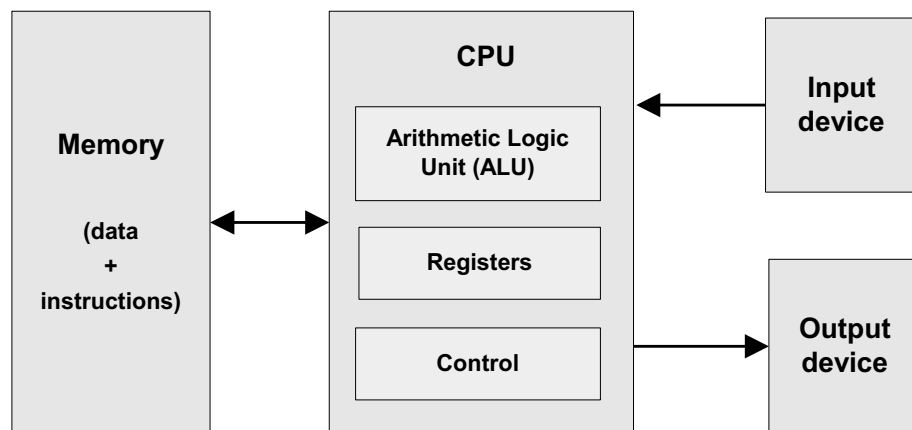 Memory
(data
+
instructions)
CPU
Arithmetic Logic
Unit (ALU)
Registers
Control
Input
device
Output
device